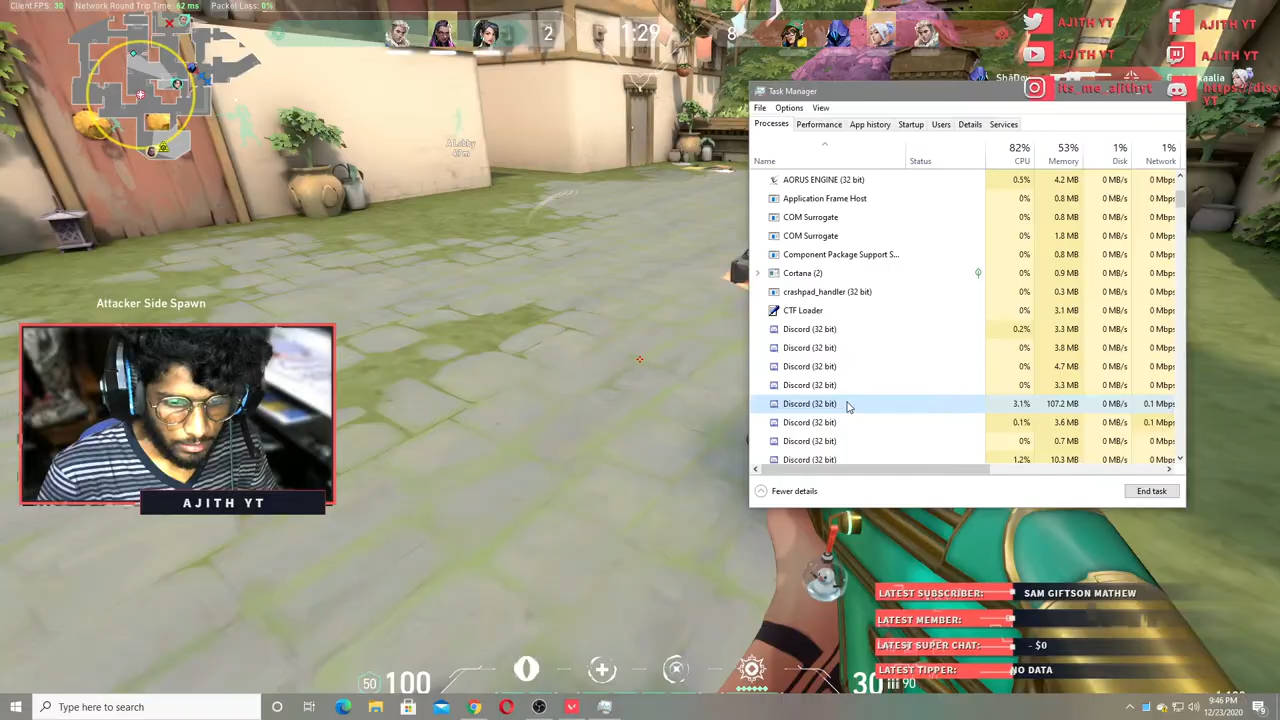 Client FPS: 30
Network Round Trip Time: 62 ms
Packet Loss: 0%
2
1:29
8
AJITH YT
AJITH YT
AJITH YT
AJITH YT
its_me_ajithyt
https://disc
YT
A Lobby
47m
Attacker Side Spawn
AJITH YT
Task Manager
File Options View
Processes Performance App history Startup Users Details Services
82% 53% 1% 1%
Name Status CPU Memory Disk Network
AORUS ENGINE (32 bit) 0.5% 4.2 MB 0 MB/s 0 Mbps
Application Frame Host 0% 0.8 MB 0 MB/s 0 Mbps
COM Surrogate 0% 0.8 MB 0 MB/s 0 Mbps
COM Surrogate 0% 1.8 MB 0 MB/s 0 Mbps
Component Package Support S... 0% 0.8 MB 0 MB/s 0 Mbps
Cortana (2) 0% 0.9 MB 0 MB/s 0 Mbps
crashpad_handler (32 bit) 0% 0.3 MB 0 MB/s 0 Mbps
CTF Loader 0% 3.1 MB 0 MB/s 0 Mbps
Discord (32 bit) 0.2% 3.3 MB 0 MB/s 0 Mbps
Discord (32 bit) 0% 3.8 MB 0 MB/s 0 Mbps
Discord (32 bit) 0% 4.7 MB 0 MB/s 0 Mbps
Discord (32 bit) 0% 3.3 MB 0 MB/s 0 Mbps
Discord (32 bit) 3.1% 107.2 MB 0 MB/s 0.1 Mbps
Discord (32 bit) 0.1% 3.6 MB 0 MB/s 0.1 Mbps
Discord (32 bit) 0% 0.7 MB 0 MB/s 0 Mbps
Discord (32 bit) 1.2% 10.3 MB 0 MB/s 0 Mbps
Fewer details End task
LATEST SUBSCRIBER: SAM GIFTSON MATHEW
LATEST MEMBER:
LATEST SUPER CHAT: - $0
LATEST TIPPER: NO DATA
50 100
30 90
Type here to search
9:46 PM
12/23/2020
9